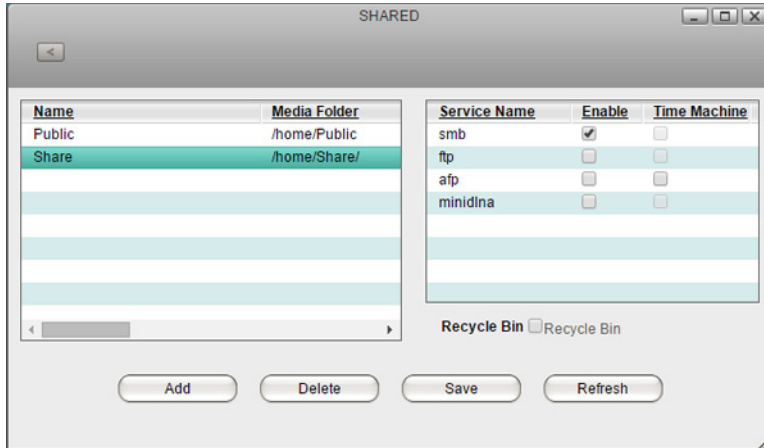 SHARED
<
Name Media Folder
Public /home/Public
Share /home/Share/
Service Name Enable Time Machine
smb
ftp
afp
minidlna
Recycle Bin Recycle Bin
Add Delete Save Refresh